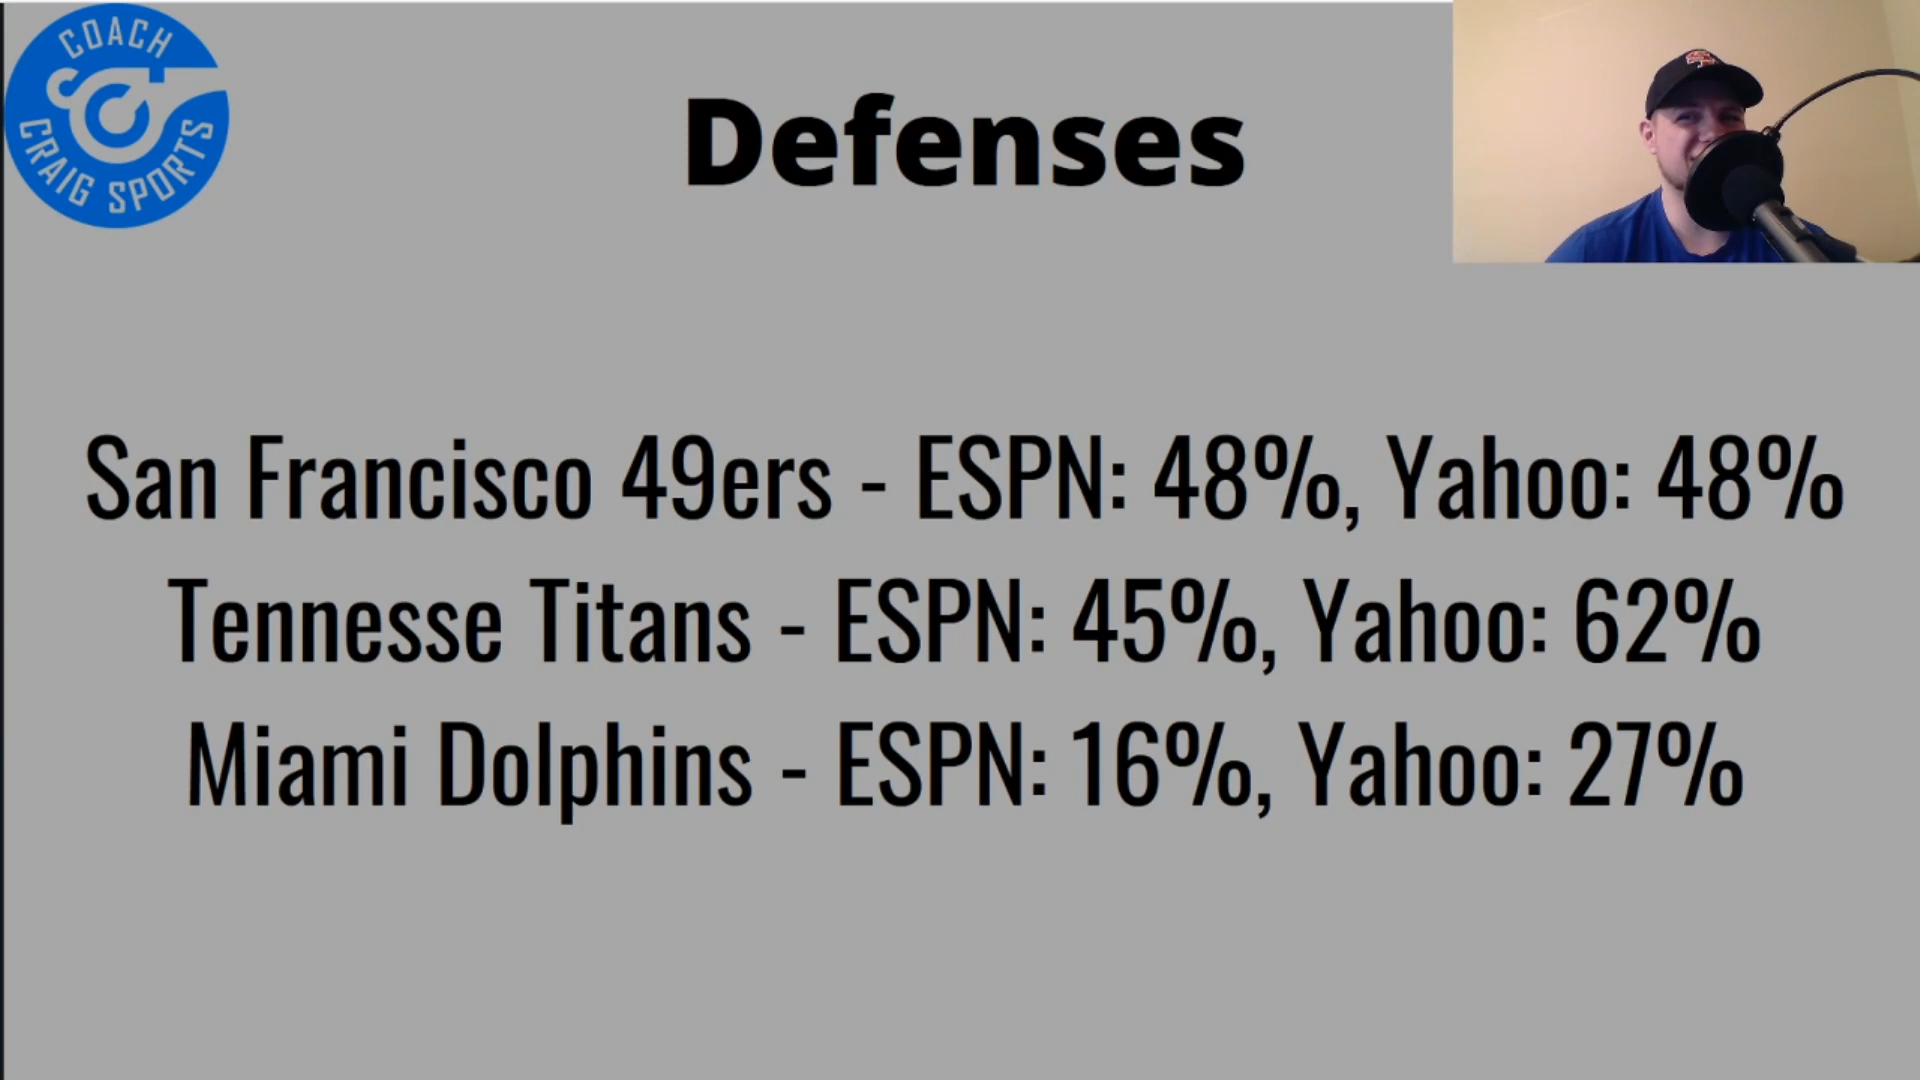 COACH
CRAIG SPORTS
Defenses
San Francisco 49ers - ESPN: 48%, Yahoo: 48%
Tennesse Titans - ESPN: 45%, Yahoo: 62%
Miami Dolphins - ESPN: 16%, Yahoo: 27%